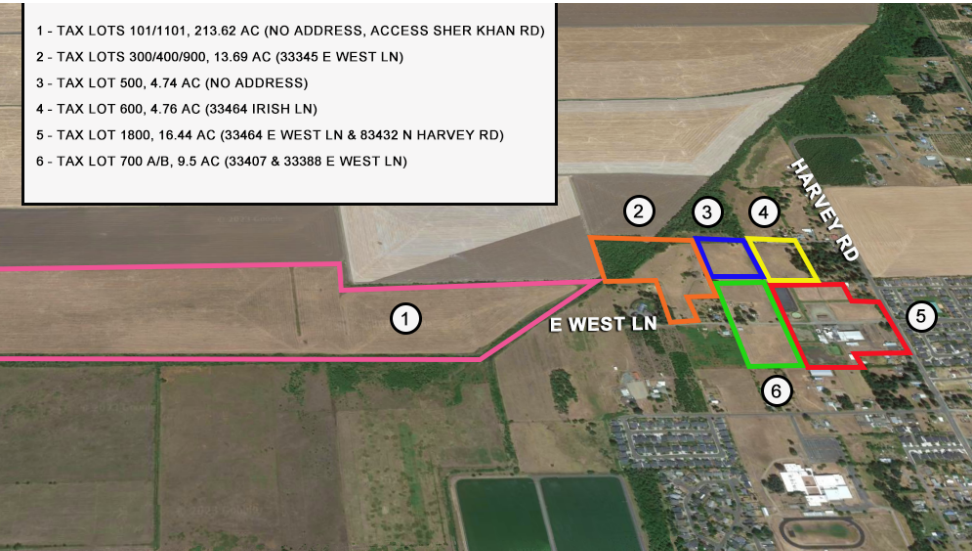 1 - TAX LOTS 101/1101, 213.62 AC (NO ADDRESS, ACCESS SHER KHAN RD)
2 - TAX LOTS 300/400/900, 13.69 AC (33345 E WEST LN)
3 - TAX LOT 500, 4.74 AC (NO ADDRESS)
4 - TAX LOT 600, 4.76 AC (33464 IRISH LN)
5 - TAX LOT 1800, 16.44 AC (33464 E WEST LN & 83432 N HARVEY RD)
6 - TAX LOT 700 A/B, 9.5 AC (33407 & 33388 E WEST LN)
HARVEY RD
2
3
4
1
E WEST LN
5
6